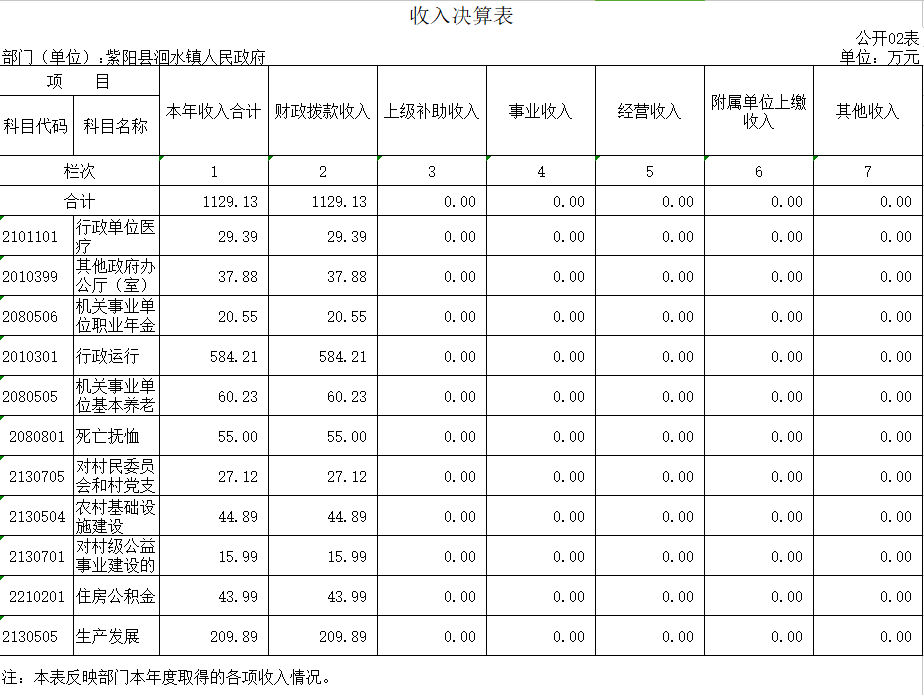 收入决算表
公开02表
部门（单位）:紫阳县洄水镇人民政府 单位：万元
项 目 本年收入合计 财政拨款收入 上级补助收入 事业收入 经营收入 附属单位上缴收入 其他收入
科目代码 科目名称
栏次 1 2 3 4 5 6 7
合计 1129.13 1129.13 0.00 0.00 0.00 0.00 0.00
2101101 行政单位医疗 29.39 29.39 0.00 0.00 0.00 0.00 0.00
2010399 其他政府办公厅（室） 37.88 37.88 0.00 0.00 0.00 0.00 0.00
2080506 机关事业单位职业年金 20.55 20.55 0.00 0.00 0.00 0.00 0.00
2010301 行政运行 584.21 584.21 0.00 0.00 0.00 0.00 0.00
2080505 机关事业单位基本养老 60.23 60.23 0.00 0.00 0.00 0.00 0.00
2080801 死亡抚恤 55.00 55.00 0.00 0.00 0.00 0.00 0.00
2130705 对村民委员会和村党支 27.12 27.12 0.00 0.00 0.00 0.00 0.00
2130504 农村基础设施建设 44.89 44.89 0.00 0.00 0.00 0.00 0.00
2130701 对村级公益事业建设的 15.99 15.99 0.00 0.00 0.00 0.00 0.00
2210201 住房公积金 43.99 43.99 0.00 0.00 0.00 0.00 0.00
2130505 生产发展 209.89 209.89 0.00 0.00 0.00 0.00 0.00
注：本表反映部门本年度取得的各项收入情况。